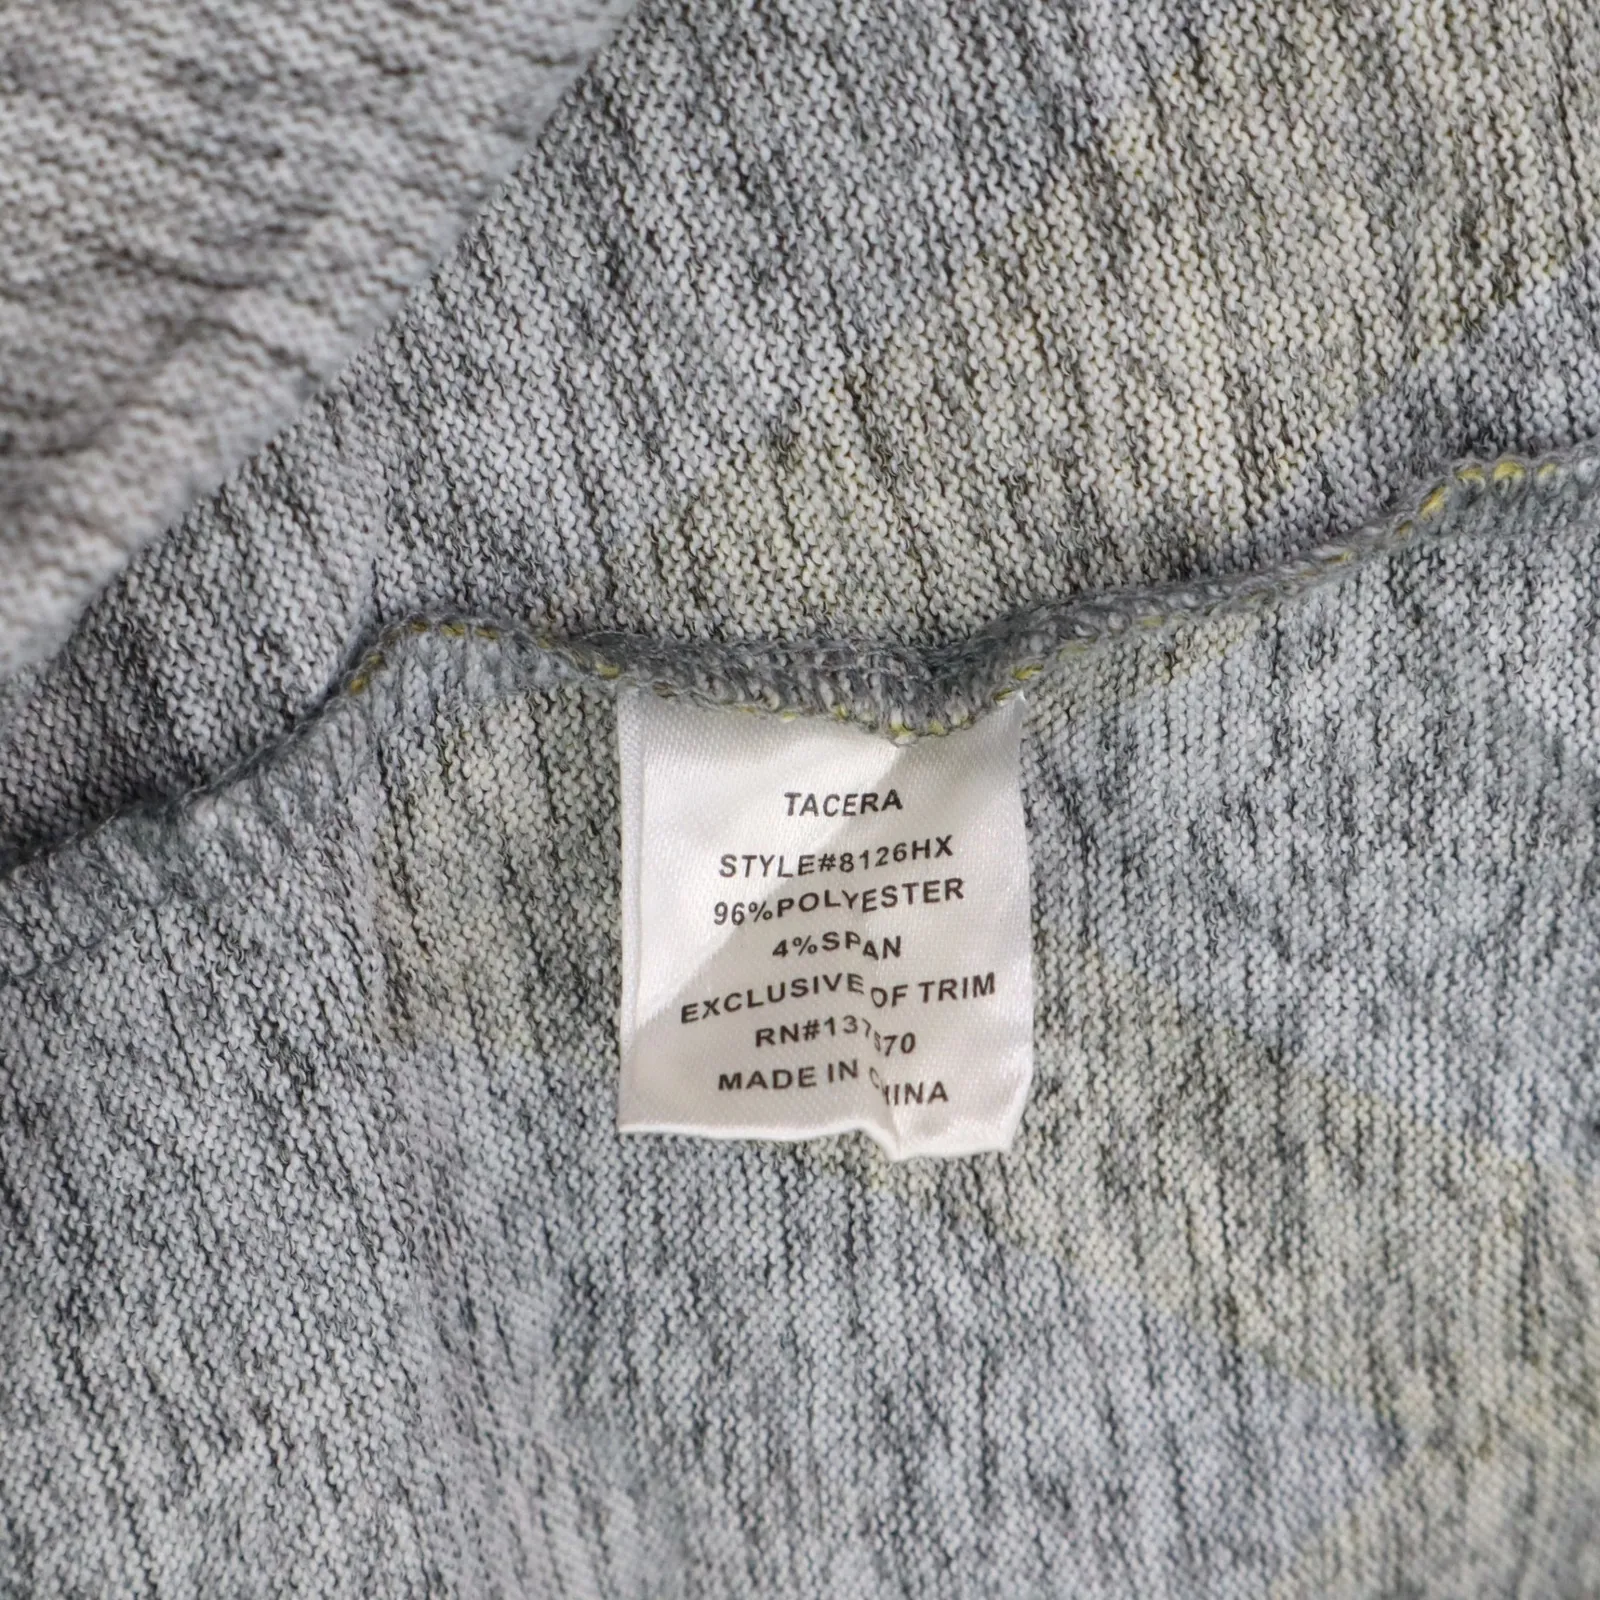 TACERA
STYLE#8126HX
96%POLYESTER
4%SPAN
EXCLUSIVE OF TRIM
MADE IN CHINA